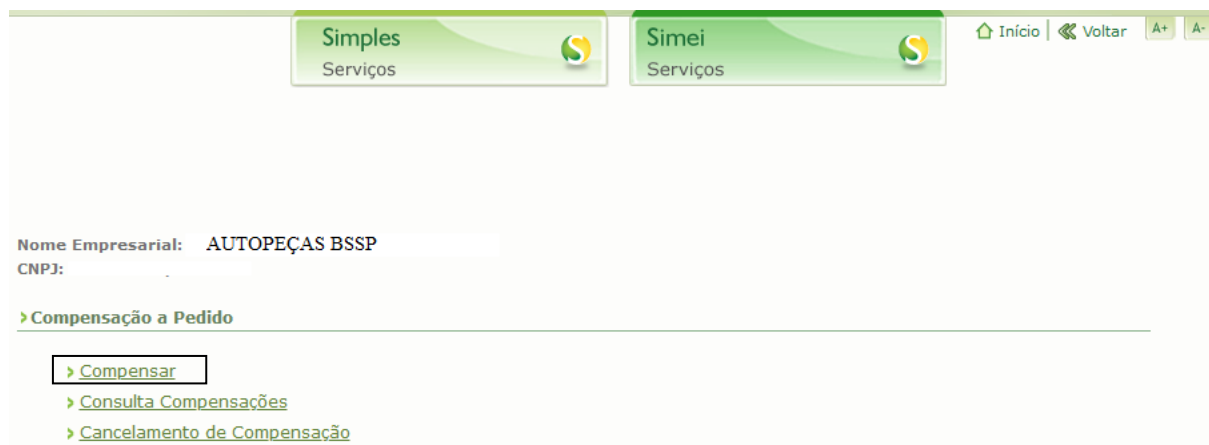 Simples
Serviços
Simei
Serviços
Início | Voltar A+ A-
Nome Empresarial: AUTOPEÇAS BSSP
CNPJ:
Compensação a Pedido
Compensar
Consulta Compensações
Cancelamento de Compensação